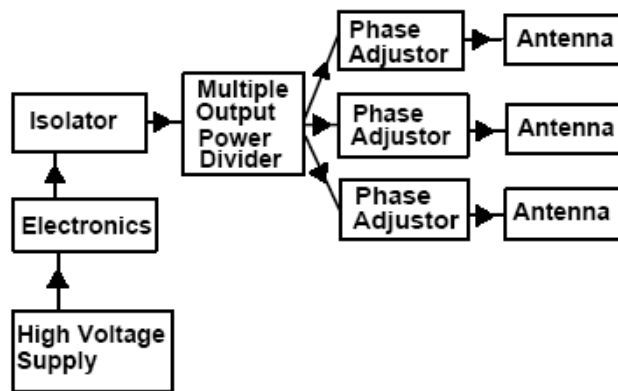 Phase
Adjustor
Antenna
Multiple
Output
Power
Divider
Isolator
Phase
Adjustor
Antenna
Phase
Adjustor
Antenna
Electronics
High Voltage
Supply